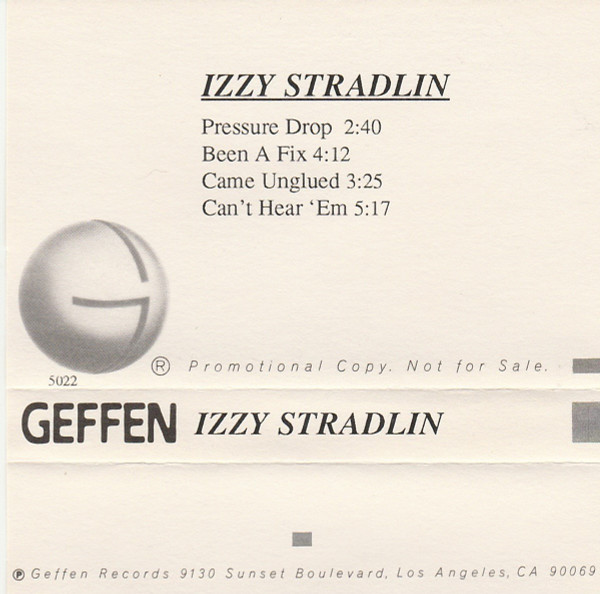 IZZY STRADLIN
Pressure Drop 2:40
Been A Fix 4:12
Came Unglued 3:25
Can't Hear ‘Em 5:17
® Promotional Copy. Not for Sale.
5022
GEFFEN IZZY STRADLIN
℗ Geffen Records 9130 Sunset Boulevard, Los Angeles, CA 90069